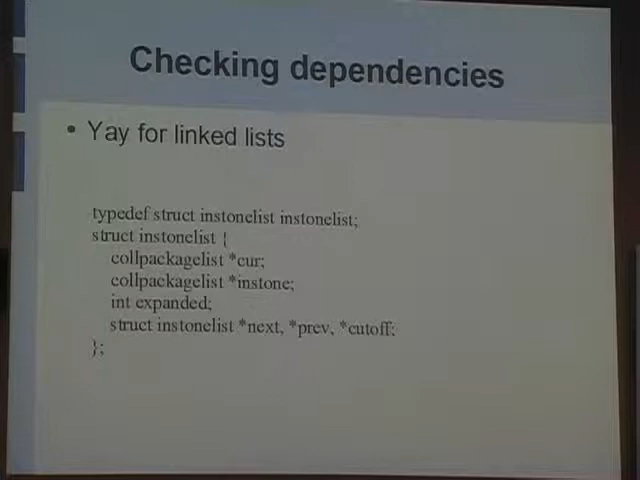 Checking dependencies
• Yay for linked lists
typedef struct instonelist instonelist;
struct instonelist {
collpackagelist *cur;
collpackagelist *instone;
int expanded;
struct instonelist *next, *prev, *cutoff;
};